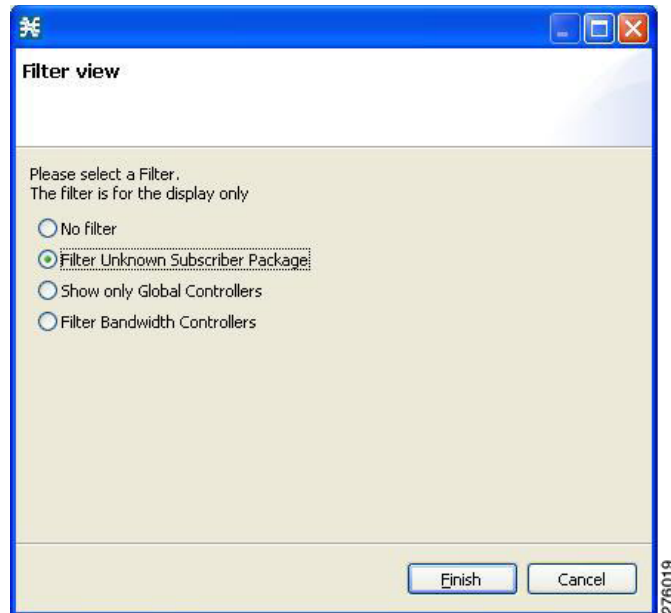 Filter view
Please select a Filter.
The filter is for the display only
No filter
Filter Unknown Subscriber Package
Show only Global Controllers
Filter Bandwidth Controllers
Finish
Cancel
276019